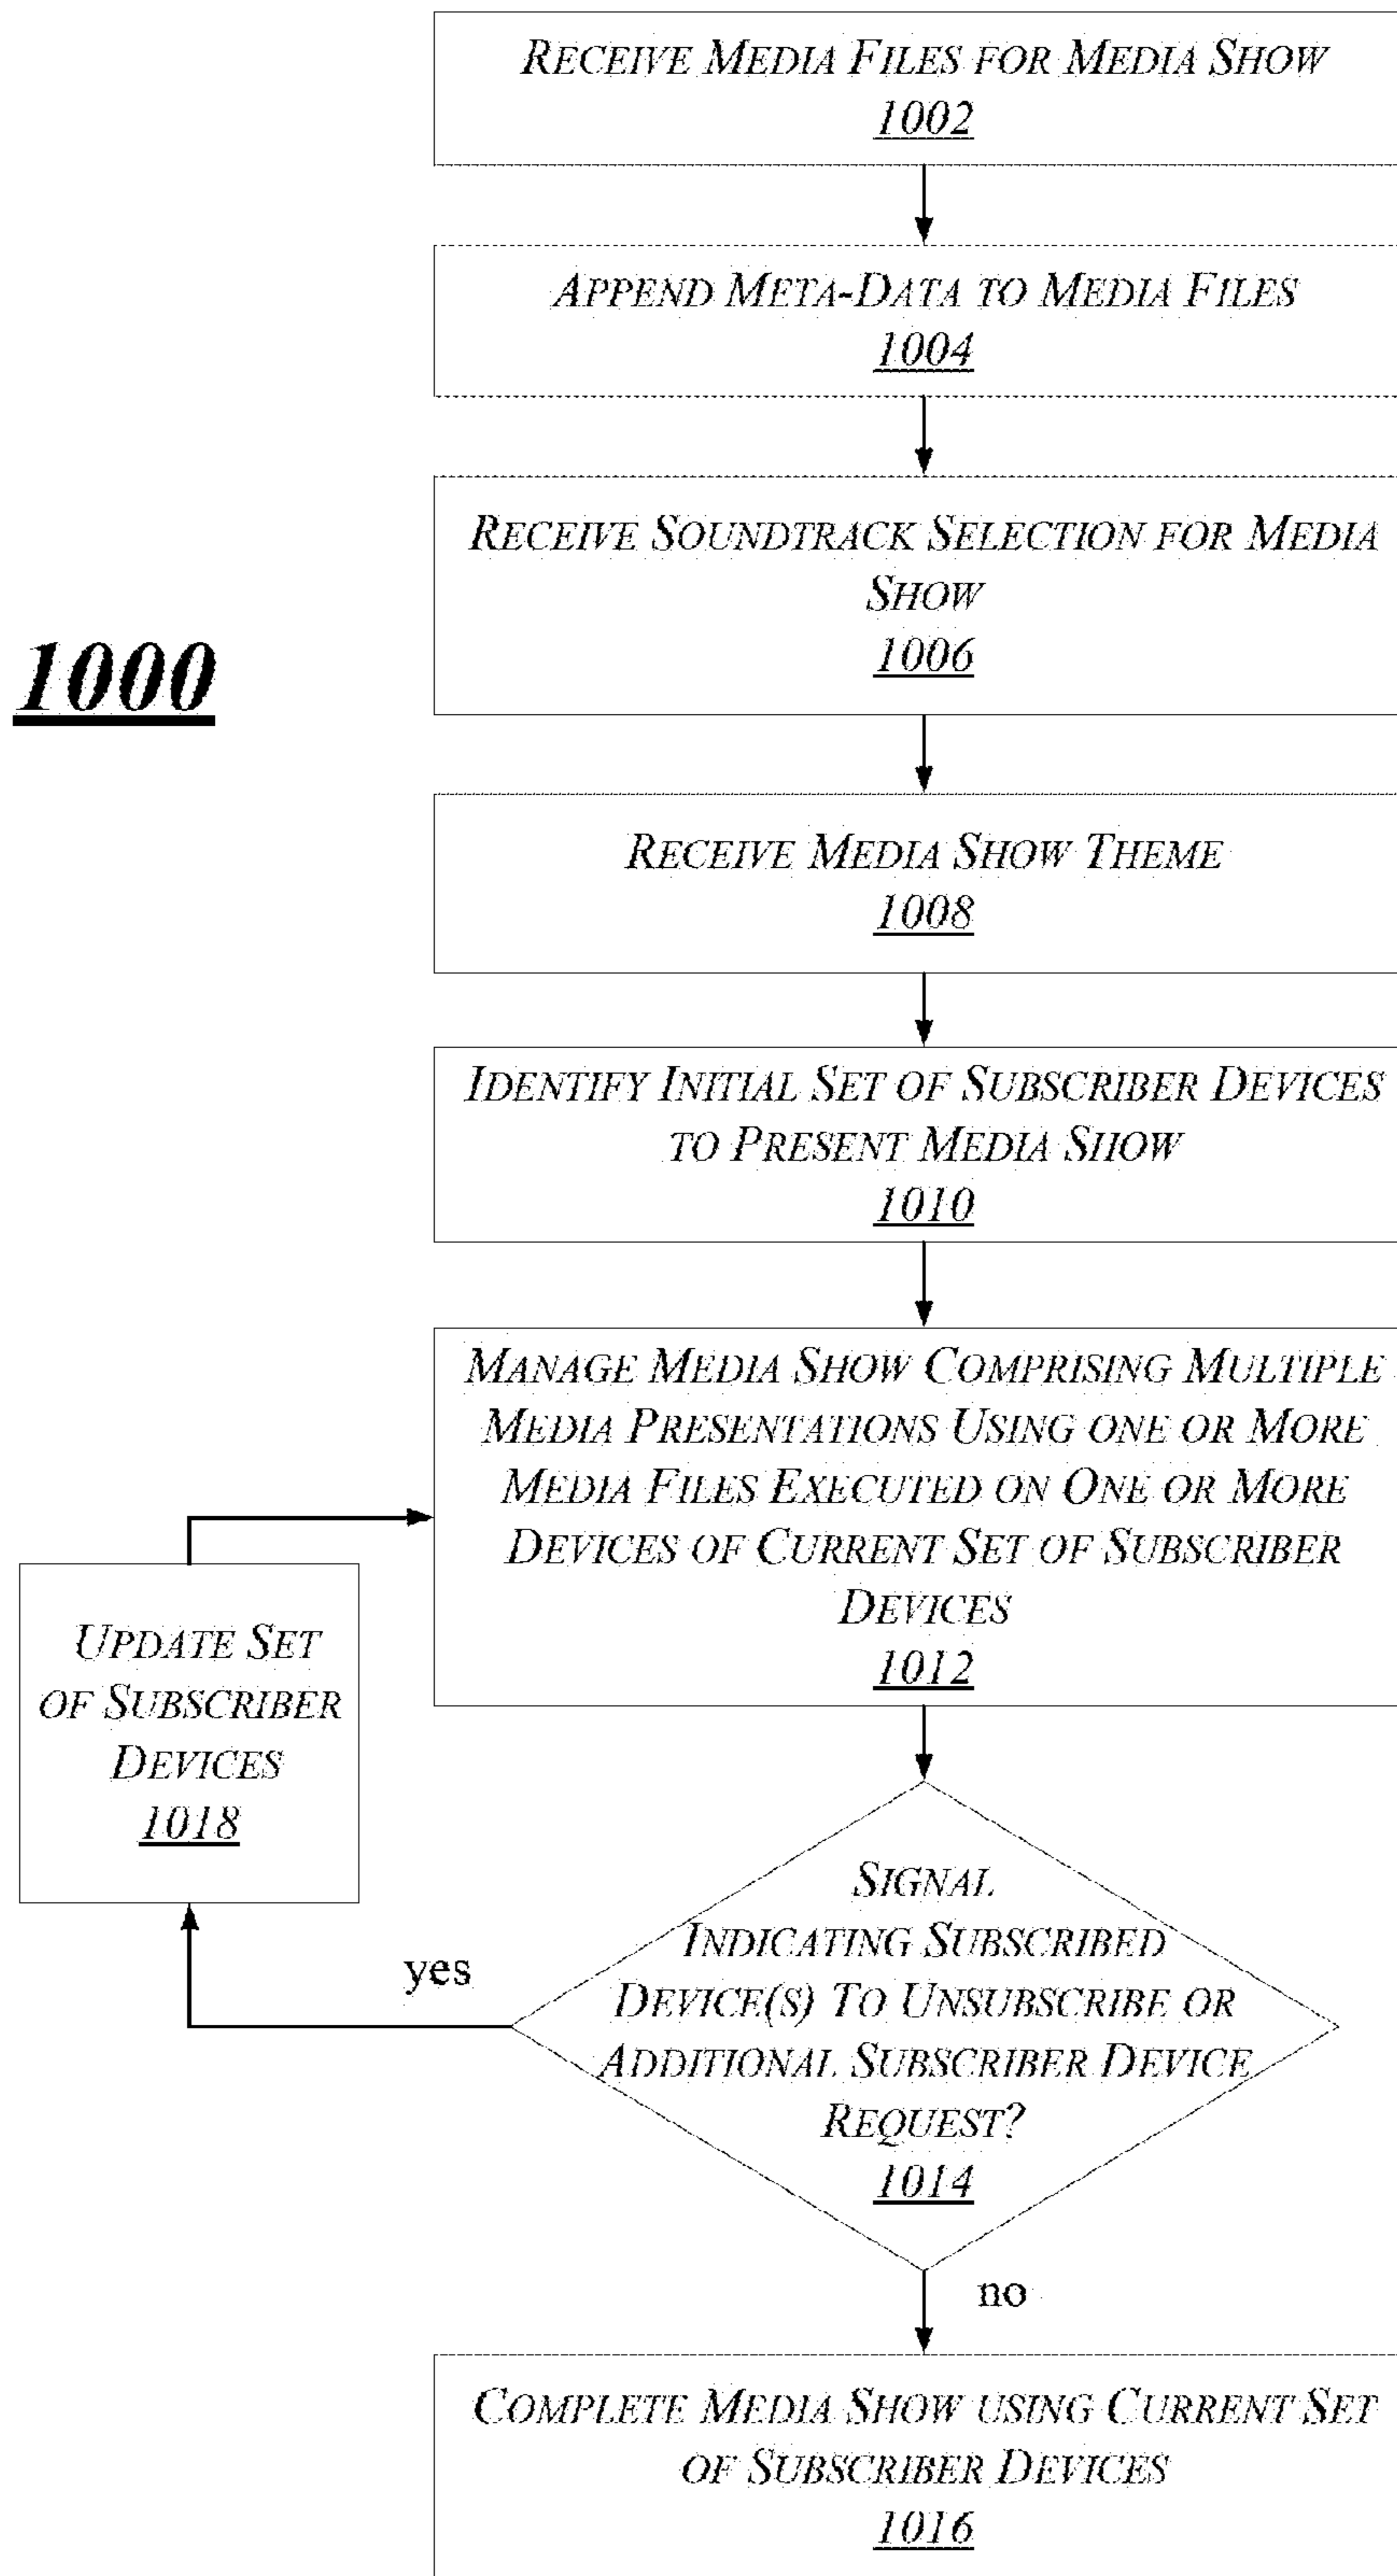 RECEIVE MEDIA FILES FOR MEDIA SHOW
1002
APPEND META-DATA TO MEDIA FILES
1004
RECEIVE SOUNDTRACK SELECTION FOR MEDIA
SHOW
1006
1000
RECEIVE MEDIA SHOW THEME
1008
IDENTIFY INITIAL SET OF SUBSCRIBER DEVICES
TO PRESENT MEDIA SHOW
1010
MANAGE MEDIA SHOW COMPRISING MULTIPLE
MEDIA PRESENTATIONS USING ONE OR MORE
MEDIA FILES EXECUTED ON ONE OR MORE
DEVICES OF CURRENT SET OF SUBSCRIBER
DEVICES
1012
UPDATE SET
OF SUBSCRIBER
DEVICES
1018
SIGNAL
INDICATING SUBSCRIBED
DEVICE(S) TO UNSUBSCRIBE OR
ADDITIONAL SUBSCRIBER DEVICE
REQUEST?
1014
yes
no
COMPLETE MEDIA SHOW USING CURRENT SET
OF SUBSCRIBER DEVICES
1016